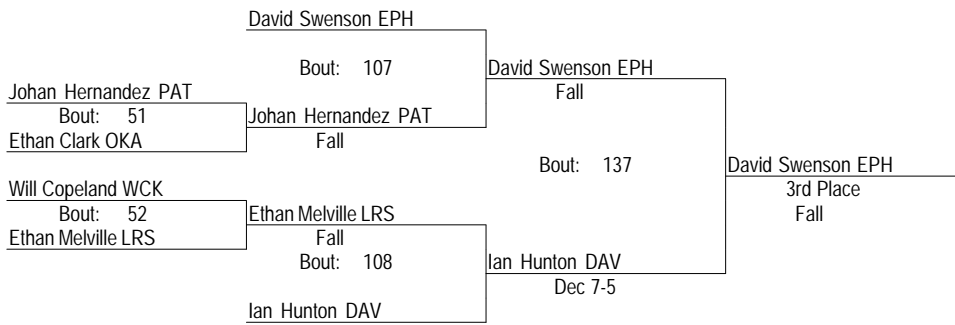 David Swenson EPH
Bout: 107
David Swenson EPH
Johan Hernandez PAT
Fall
Bout: 51
Johan Hernandez PAT
Ethan Clark OKA
Fall
Bout: 137
David Swenson EPH
Will Copeland WCK
3rd Place
Bout: 52
Ethan Melville LRS
Fall
Ethan Melville LRS
Fall
Bout: 108
Ian Hunton DAV
Dec 7-5
Ian Hunton DAV